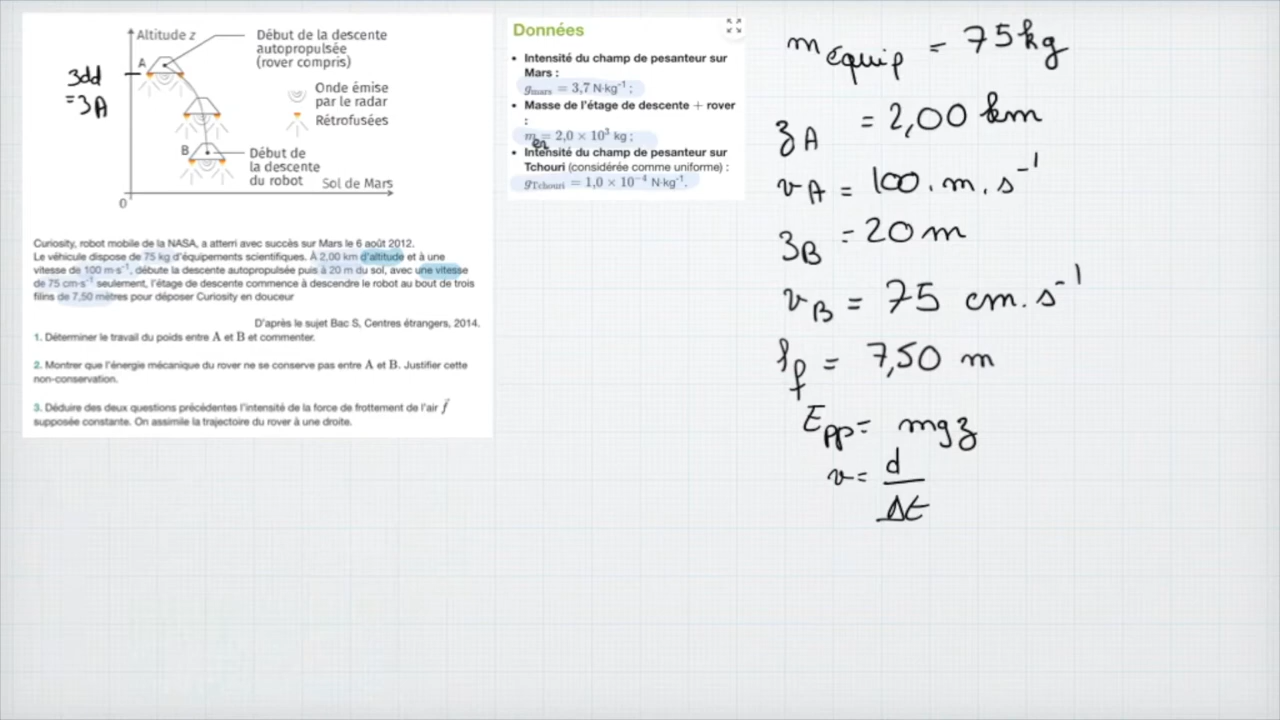 Altitude z
Début de la descente
autopropulsée
(rover compris)
A
3dd
=3A
Onde émise
par le radar
Rétrofusées
B
Début de
la descente
du robot
Sol de Mars
0
Curiosity, robot mobile de la NASA, a atterri avec succès sur Mars le 6 août 2012.
Le véhicule dispose de 75 kg d'équipements scientifiques. À 2,00 km d'altitude et à une
vitesse de 100 m·s⁻¹, débute la descente autopropulsée puis à 20 m du sol, avec une vitesse
de 75 cm·s⁻¹ seulement, l'étage de descente commence à descendre le robot au bout de trois
filins de 7,50 mètres pour déposer Curiosity en douceur
D'après le sujet Bac S, Centres étrangers, 2014.
1. Déterminer le travail du poids entre A et B et commenter.
2. Montrer que l'énergie mécanique du rover ne se conserve pas entre A et B. Justifier cette
non-conservation.
3. Déduire des deux questions précédentes l'intensité de la force de frottement de l'air f⃗
supposée constante. On assimile la trajectoire du rover à une droite.
Données
• Intensité du champ de pesanteur sur
Mars :
g_mars = 3,7 N·kg⁻¹ ;
• Masse de l'étage de descente + rover
:
m_er = 2,0 × 10³ kg ;
• Intensité du champ de pesanteur sur
Tchouri (considérée comme uniforme) :
g_Tchouri = 1,0 × 10⁻⁴ N·kg⁻¹.
m équip = 75 kg
z_A = 2,00 km
v_A = 100 . m . s⁻¹
z_B = 20 m
v_B = 75 cm . s⁻¹
l_f = 7,50 m
E_pp = mgz
v = d
Δt